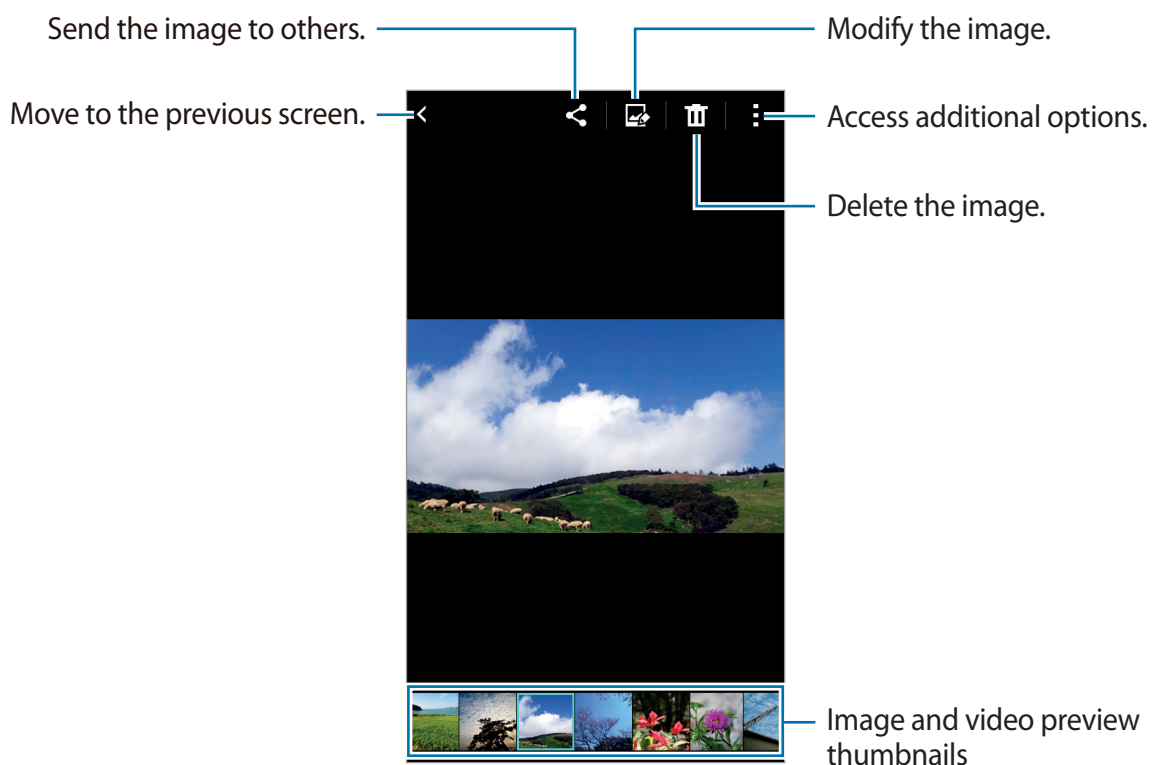 Send the image to others.
Modify the image.
Move to the previous screen.
Access additional options.
Delete the image.
Image and video preview
thumbnails